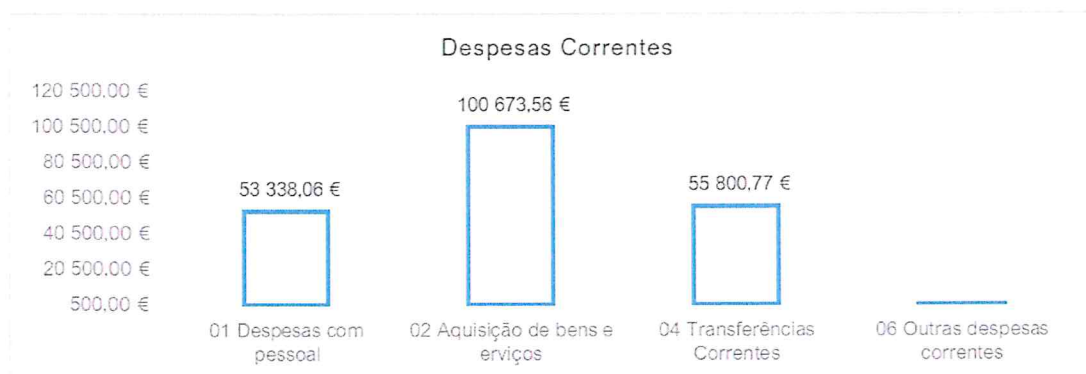 Despesas Correntes
120 500,00 €
100 500,00 €
80 500,00 €
60 500,00 €
40 500,00 €
20 500,00 €
500,00 €
53 338,06 €
100 673,56 €
55 800,77 €
01 Despesas com
pessoal
02 Aquisição de bens e
erviços
04 Transferências
Correntes
06 Outras despesas
correntes